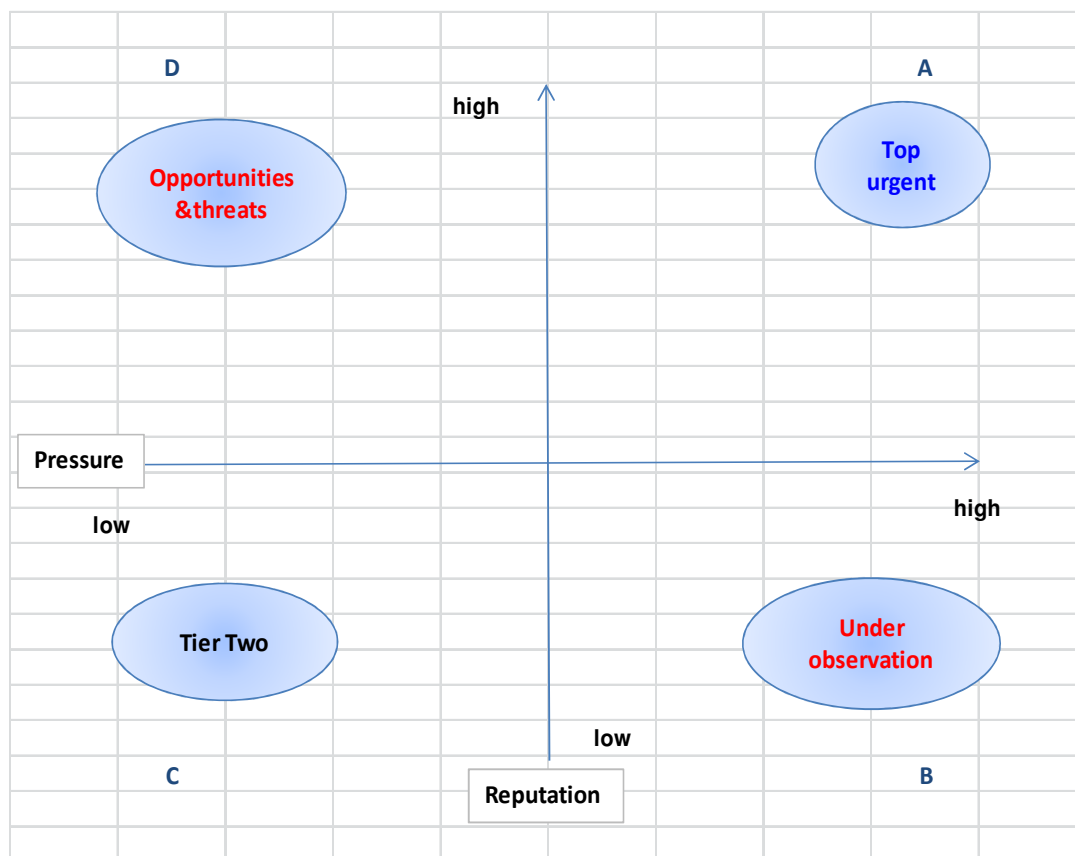 D
A
high
Top
urgent
Opportunities
&threats
Pressure
high
low
Under
observation
Tier Two
low
C
B
Reputation